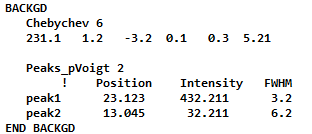 BACKGD
Chebychev 6
231.1 1.2 -3.2 0.1 0.3 5.21
Peaks_pVoigt 2
! Position Intensity FWHM
peak1 23.123 432.211 3.2
peak2 13.045 32.211 6.2
END BACKGD